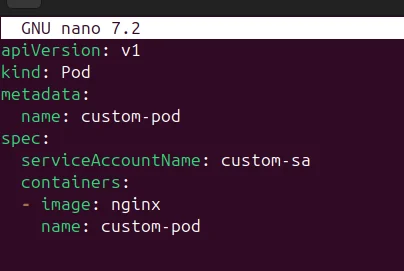 GNU nano 7.2
apiVersion: v1
kind: Pod
metadata:
  name: custom-pod
spec:
  serviceAccountName: custom-sa
  containers:
  - image: nginx
    name: custom-pod